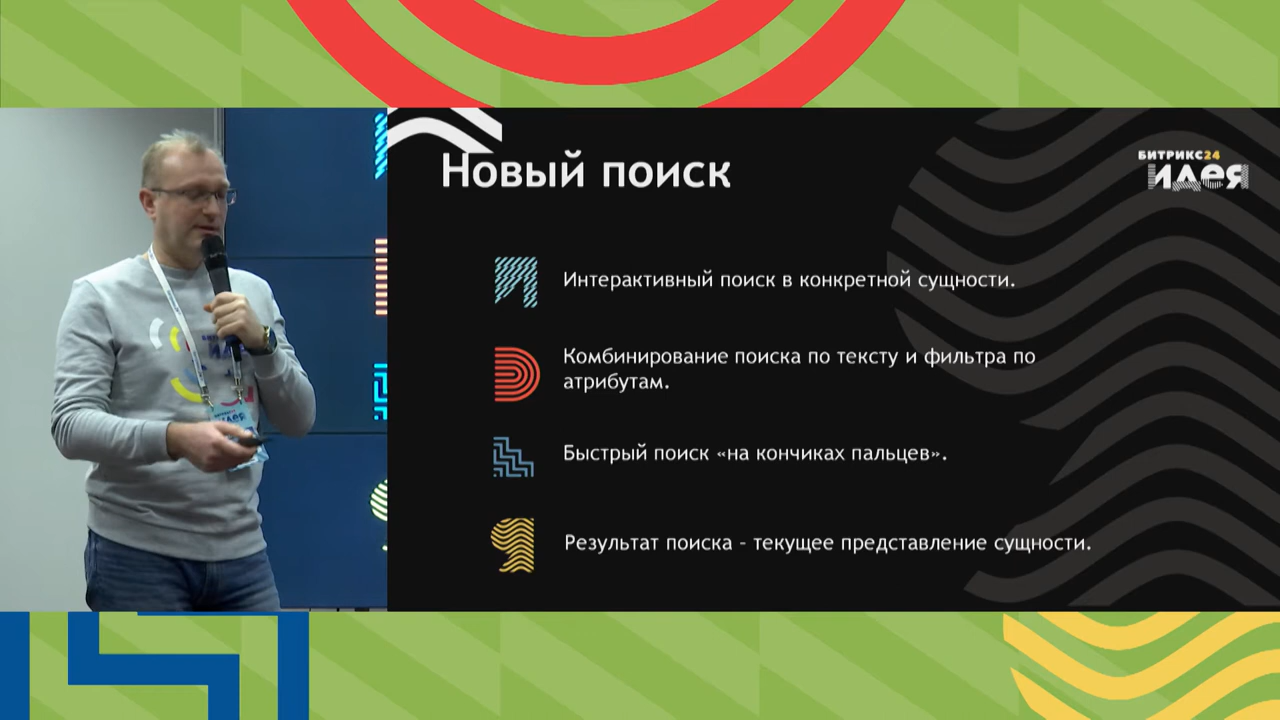 Новый поиск
БИТРИКС24
идея
Интерактивный поиск в конкретной сущности.
Комбинирование поиска по тексту и фильтра по
атрибутам.
Быстрый поиск «на кончиках пальцев».
Результат поиска - текущее представление сущности.